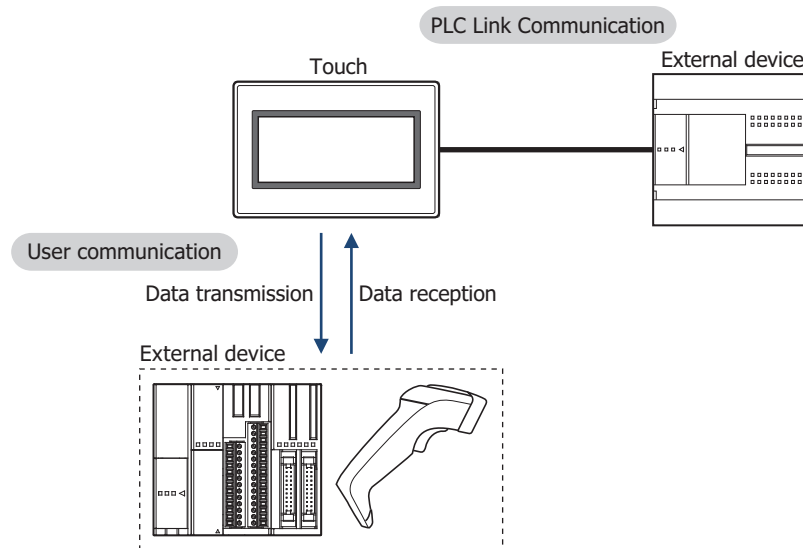 PLC Link Communication
Touch
External device
User communication
Data transmission
Data reception
External device